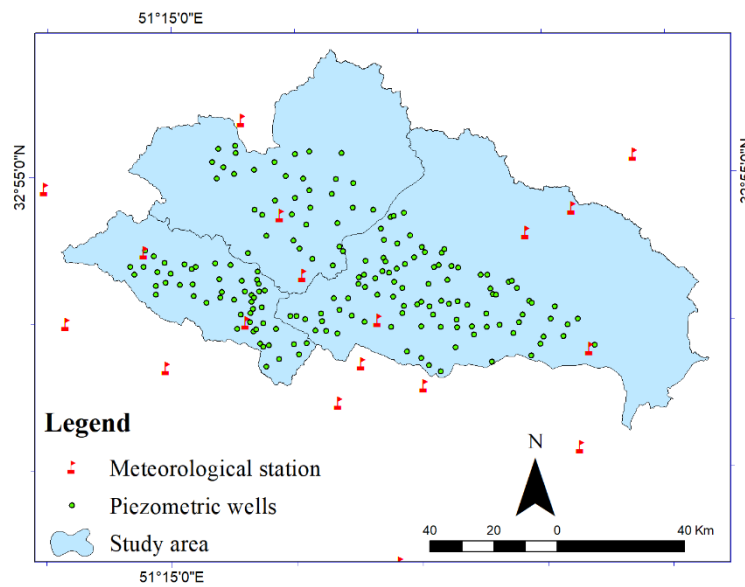 51°15'0"E
32°55'0"N
32°55'0"N
Legend
Meteorological station
Piezometric wells
Study area
N
40 20 0 40 Km
51°15'0"E